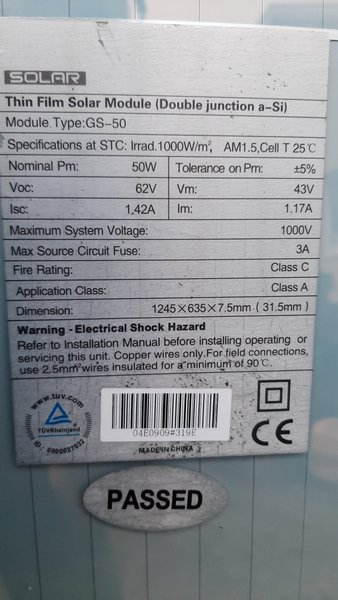 SOLAR
Thin Film Solar Module (Double junction a-Si)
Module Type:GS-50
Specifications at STC: Irrad.1000W/m², AM1.5,Cell T 25℃
Nominal Pm: 50W Tolerance on Pm: ±5%
Voc: 62V Vm: 43V
Isc: 1.42A Im: 1.17A
Maximum System Voltage: 1000V
Max Source Circuit Fuse: 3A
Fire Rating: Class C
Application Class: Class A
Dimension: 1245×635×7.5mm (31.5mm)
Warning - Electrical Shock Hazard
Refer to Installation Manual before installing operating or
servicing this unit. Copper wires only.For field connections,
use 2.5mm² wires insulated for a minimum of 90℃.
www.tuv.com
TÜVRheinland
ID: 0000027032
04E0909#319E
MADE IN CHINA
CE
PASSED